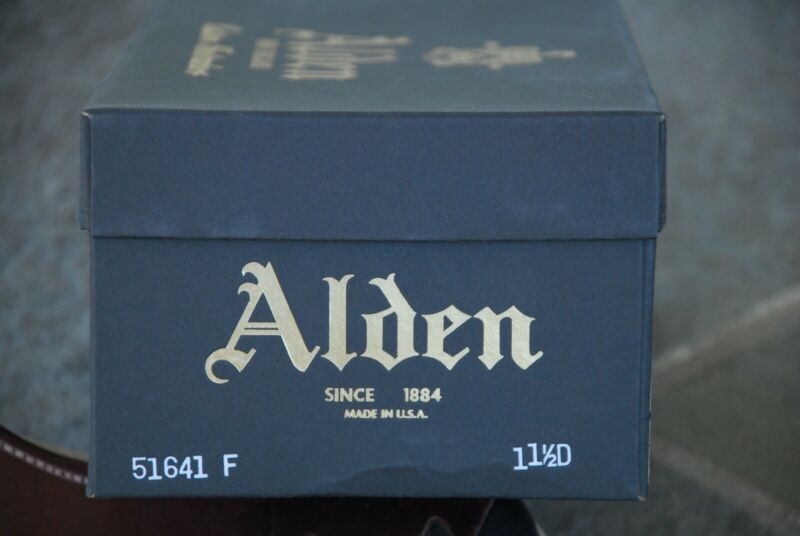 Alden
SINCE 1884
MADE IN U.S.A.
51641 F 11½D